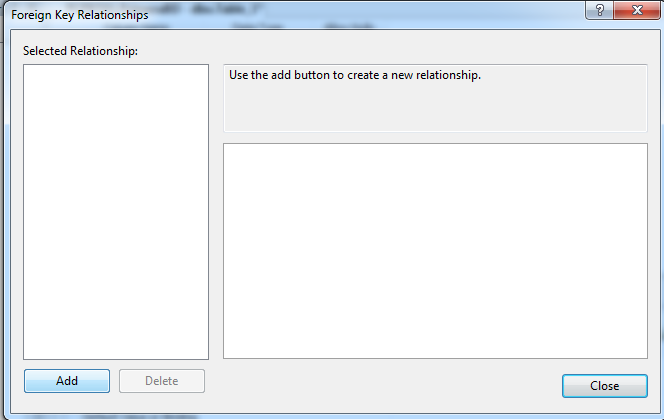 Foreign Key Relationships
Selected Relationship:
Use the add button to create a new relationship.
Add
Delete
Close